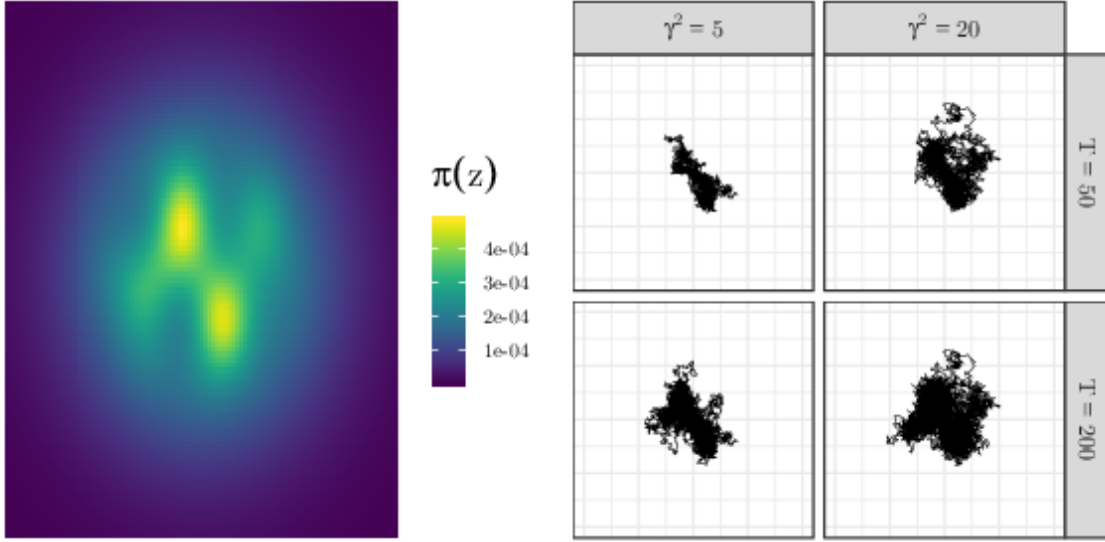 γ² = 5
γ² = 20
π(z)
4e-04
3e-04
2e-04
1e-04
T = 50
T = 200